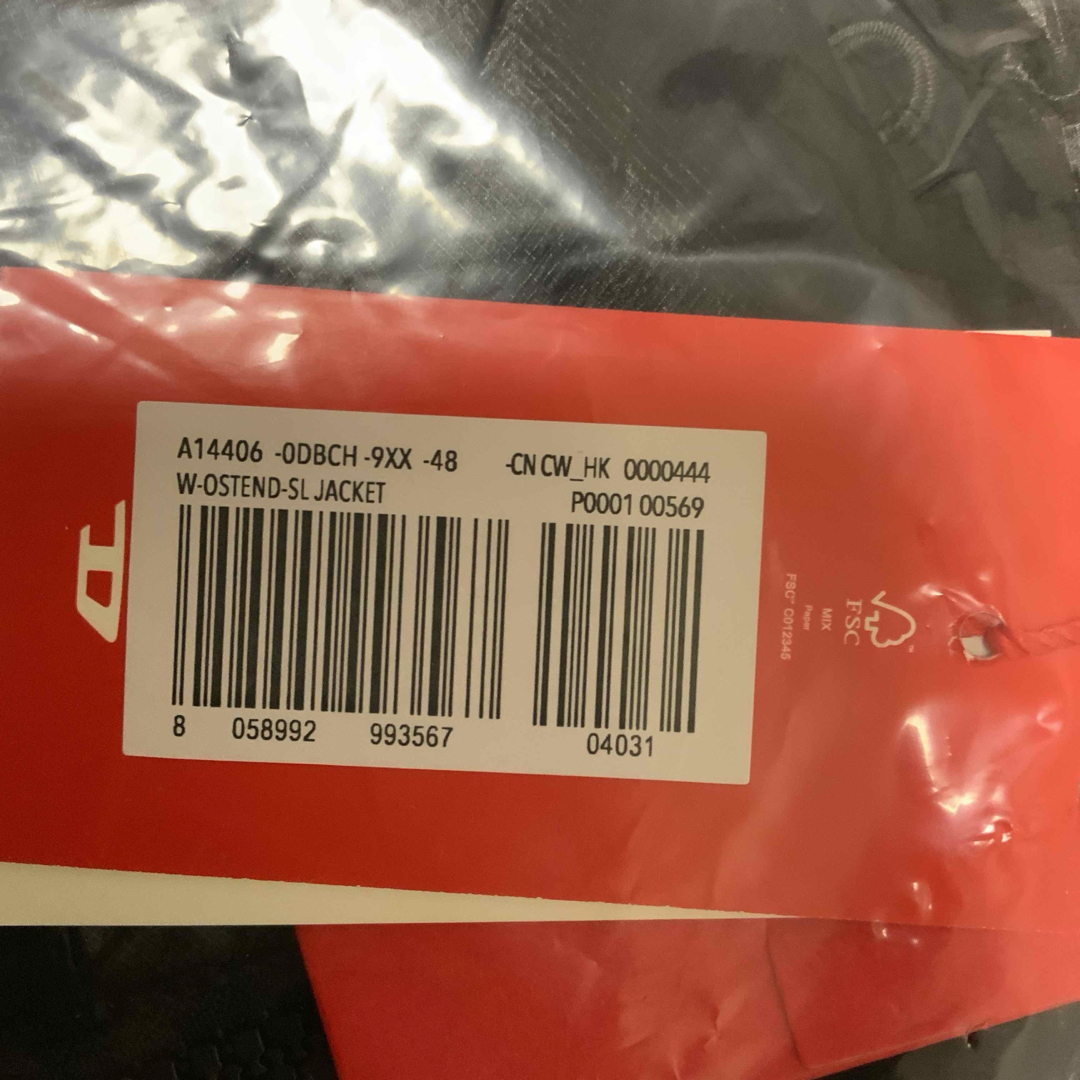 A14406 -0DBCH -9XX -48 -CN CW_HK 0000444
W-OSTEND-SL JACKET P0001 00569
8 058992 993567 04031
D
FSC
MIX
Paper
FSC™ C012345